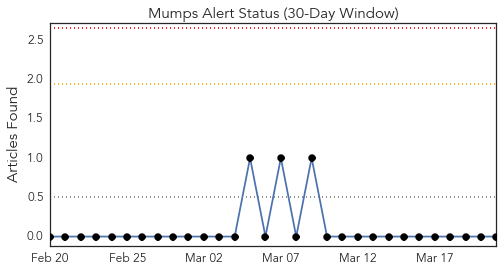 Mumps Alert Status (30-Day Window)
Articles Found
2.5
2.0
1.5
1.0
0.5
0.0
Feb 20 Feb 25 Mar 02 Mar 07 Mar 12 Mar 17